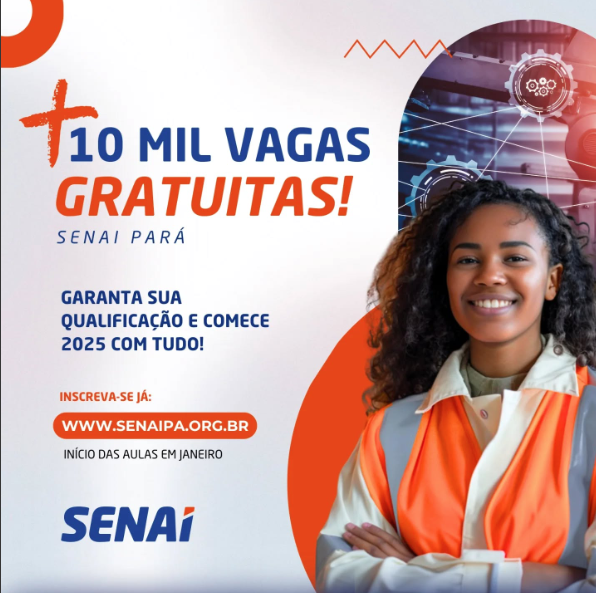 +10 MIL VAGAS
GRATUITAS!
SENAI PARÁ
GARANTA SUA
QUALIFICAÇÃO E COMECE
2025 COM TUDO!
INSCREVA-SE JÁ:
WWW.SENAIPA.ORG.BR
INÍCIO DAS AULAS EM JANEIRO
SENAI